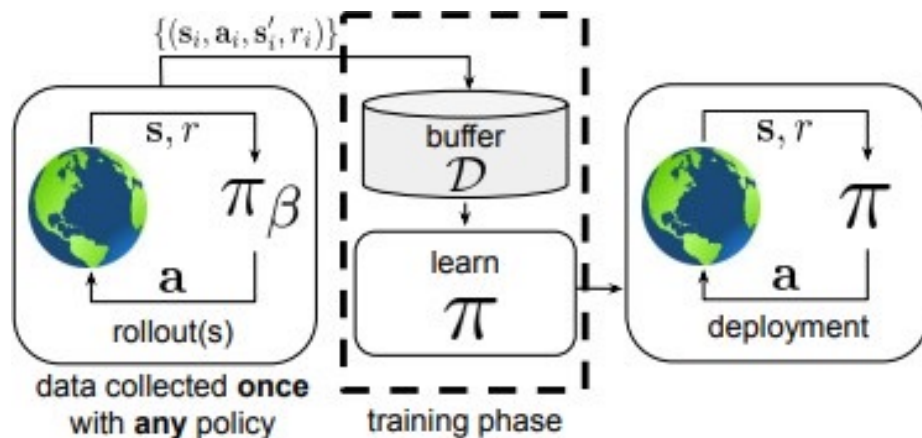 {(s_i, a_i, s'_i, r_i)}
s, r
π_β
a
rollout(s)
data collected once
with any policy
buffer
𝒟
learn
π
training phase
s, r
π
a
deployment